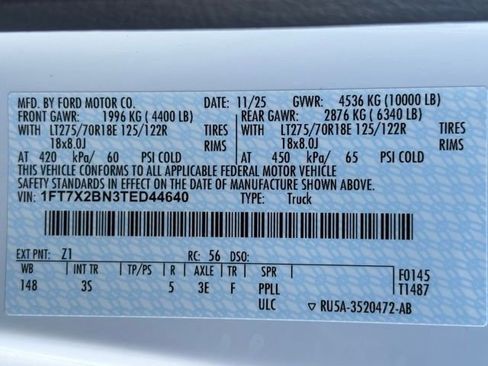 MFD. BY FORD MOTOR CO. DATE: 11/25 GVWR: 4536 KG (10000 LB)
FRONT GAWR: 1996 KG ( 4400 LB) REAR GAWR: 2876 KG ( 6340 LB)
WITH LT275/70R18E 125/122R TIRES WITH LT275/70R18E 125/122R TIRES
18x8.0J RIMS 18x8.0J RIMS
AT 420 kPa/ 60 PSI COLD AT 450 kPa/ 65 PSI COLD
THIS VEHICLE CONFORMS TO ALL APPLICABLE FEDERAL MOTOR VEHICLE
SAFETY STANDARDS IN EFFECT ON THE DATE OF MANUFACTURE SHOWN ABOVE
VIN: 1FT7X2BN3TED44640 TYPE: Truck
EXT PNT: Z1 RC: 56 DSO:
WB INT TR TP/PS R AXLE TR SPR F0145
148 3S 5 3E F PPLL T1487
ULC RU5A-3520472-AB